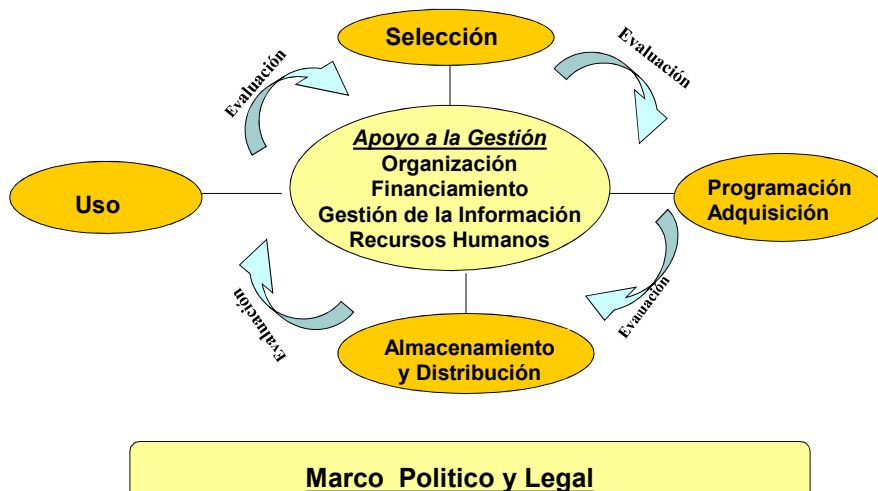 Selección
Evaluación
Evaluación
Apoyo a la Gestión
Organización
Financiamiento
Gestión de la Información
Recursos Humanos
Uso
Programación
Adquisición
Evaluación
Evaluación
Almacenamiento
y Distribución
Marco Politico y Legal